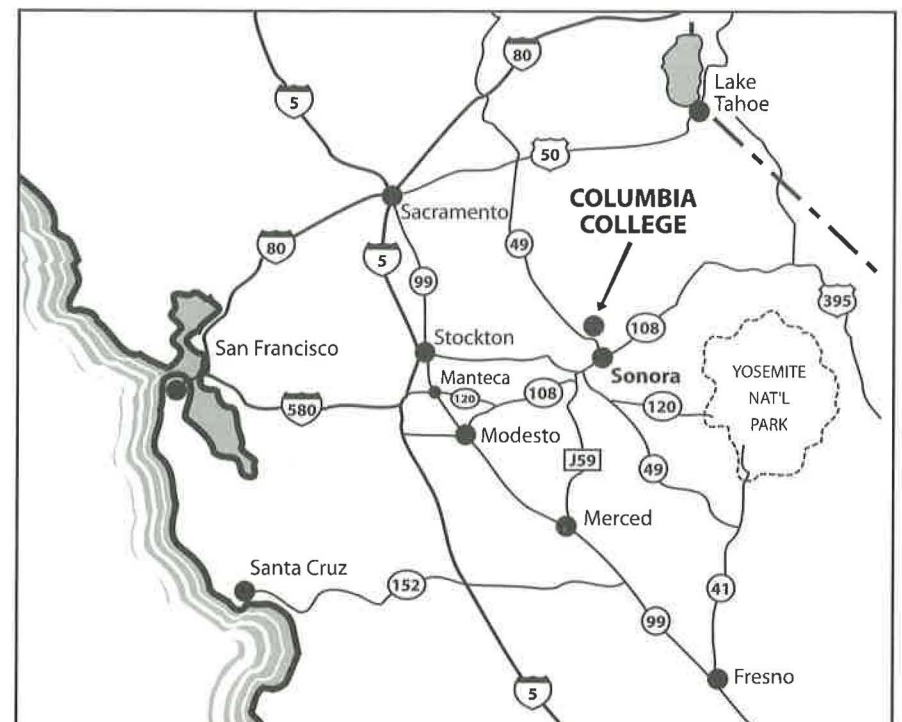 80
5
Lake
Tahoe
50
COLUMBIA
COLLEGE
Sacramento
49
80
5
99
395
108
Stockton
San Francisco
Sonora
YOSEMITE
NAT'L
PARK
Manteca
120
108
120
580
Modesto
J59
49
Merced
Santa Cruz
152
41
99
Fresno
5